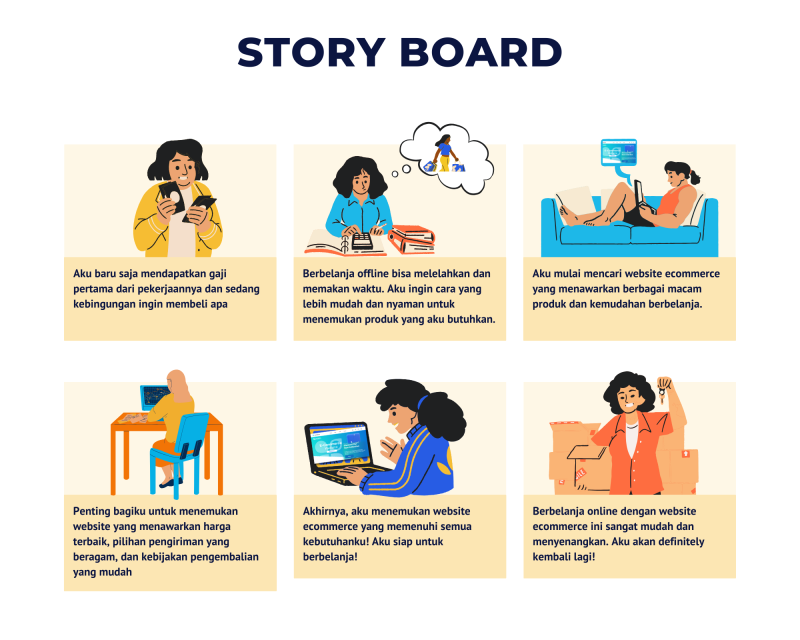 STORY BOARD
Aku baru saja mendapatkan gaji
pertama dari pekerjaannya dan sedang
kebingungan ingin membeli apa
Berbelanja offline bisa melelahkan dan
memakan waktu. Aku ingin cara yang
lebih mudah dan nyaman untuk
menemukan produk yang aku butuhkan.
Aku mulai mencari website ecommerce
yang menawarkan berbagai macam
produk dan kemudahan berbelanja.
Penting bagiku untuk menemukan
website yang menawarkan harga
terbaik, pilihan pengiriman yang
beragam, dan kebijakan pengembalian
yang mudah
Akhirnya, aku menemukan website
ecommerce yang memenuhi semua
kebutuhanku! Aku siap untuk
berbelanja!
Berbelanja online dengan website
ecommerce ini sangat mudah dan
menyenangkan. Aku akan definitely
kembali lagi!